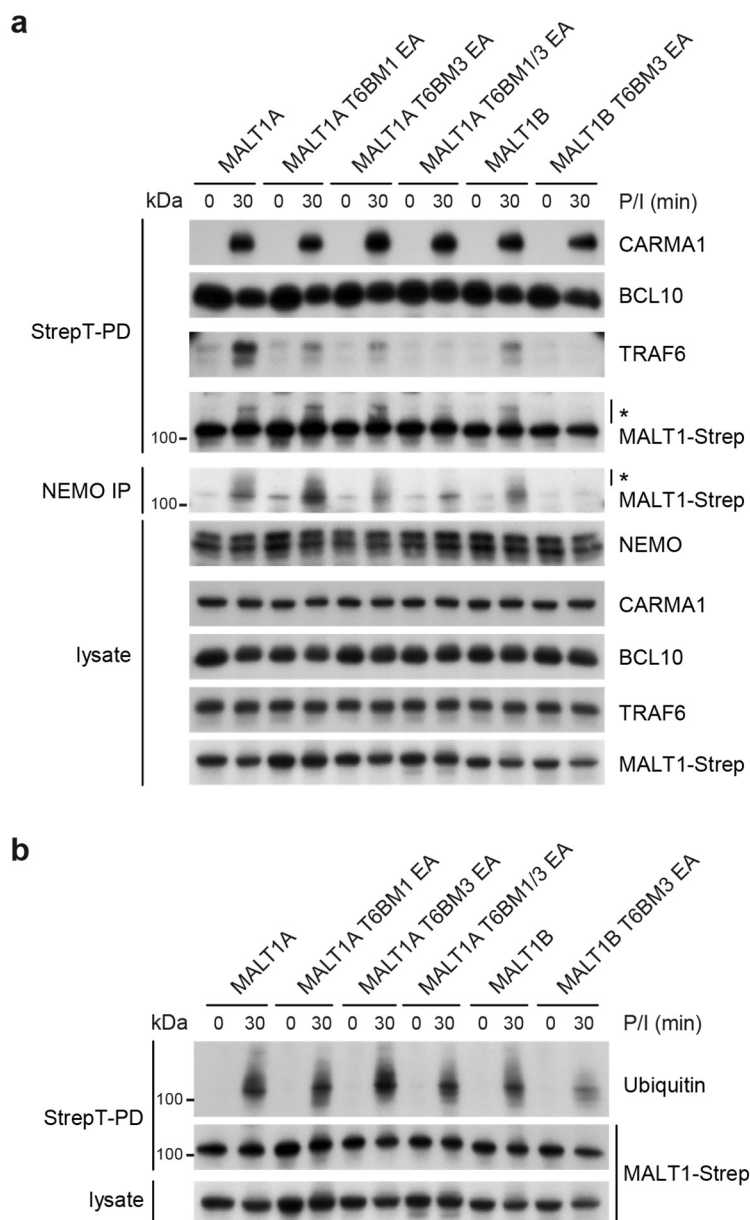 a
MALT1A
MALT1A T6BM1 EA
MALT1A T6BM3 EA
MALT1A T6BM1/3 EA
MALT1B
MALT1B T6BM3 EA
kDa 0 30 0 30 0 30 0 30 0 30 0 30 P/I (min)
StrepT-PD
CARMA1
BCL10
TRAF6
*
100 MALT1-Strep
NEMO IP
*
100 MALT1-Strep
lysate
NEMO
CARMA1
BCL10
TRAF6
MALT1-Strep
b
MALT1A
MALT1A T6BM1 EA
MALT1A T6BM3 EA
MALT1A T6BM1/3 EA
MALT1B
MALT1B T6BM3 EA
kDa 0 30 0 30 0 30 0 30 0 30 0 30 P/I (min)
StrepT-PD
100 Ubiquitin
100
MALT1-Strep
lysate